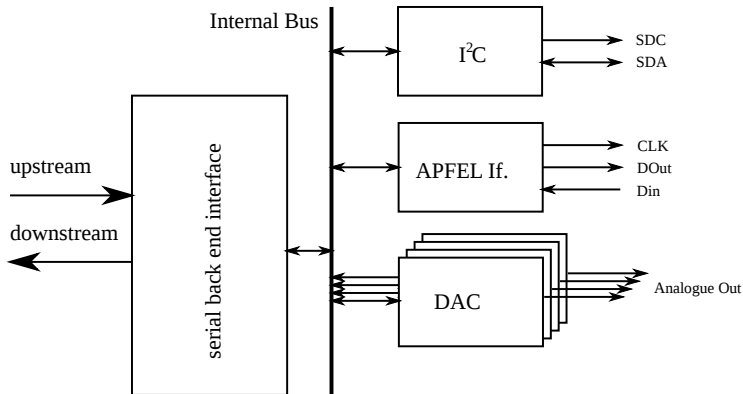 Internal Bus
I²C
SDC
SDA
upstream
downstream
serial back end interface
APFEL If.
CLK
DOut
Din
DAC
Analogue Out